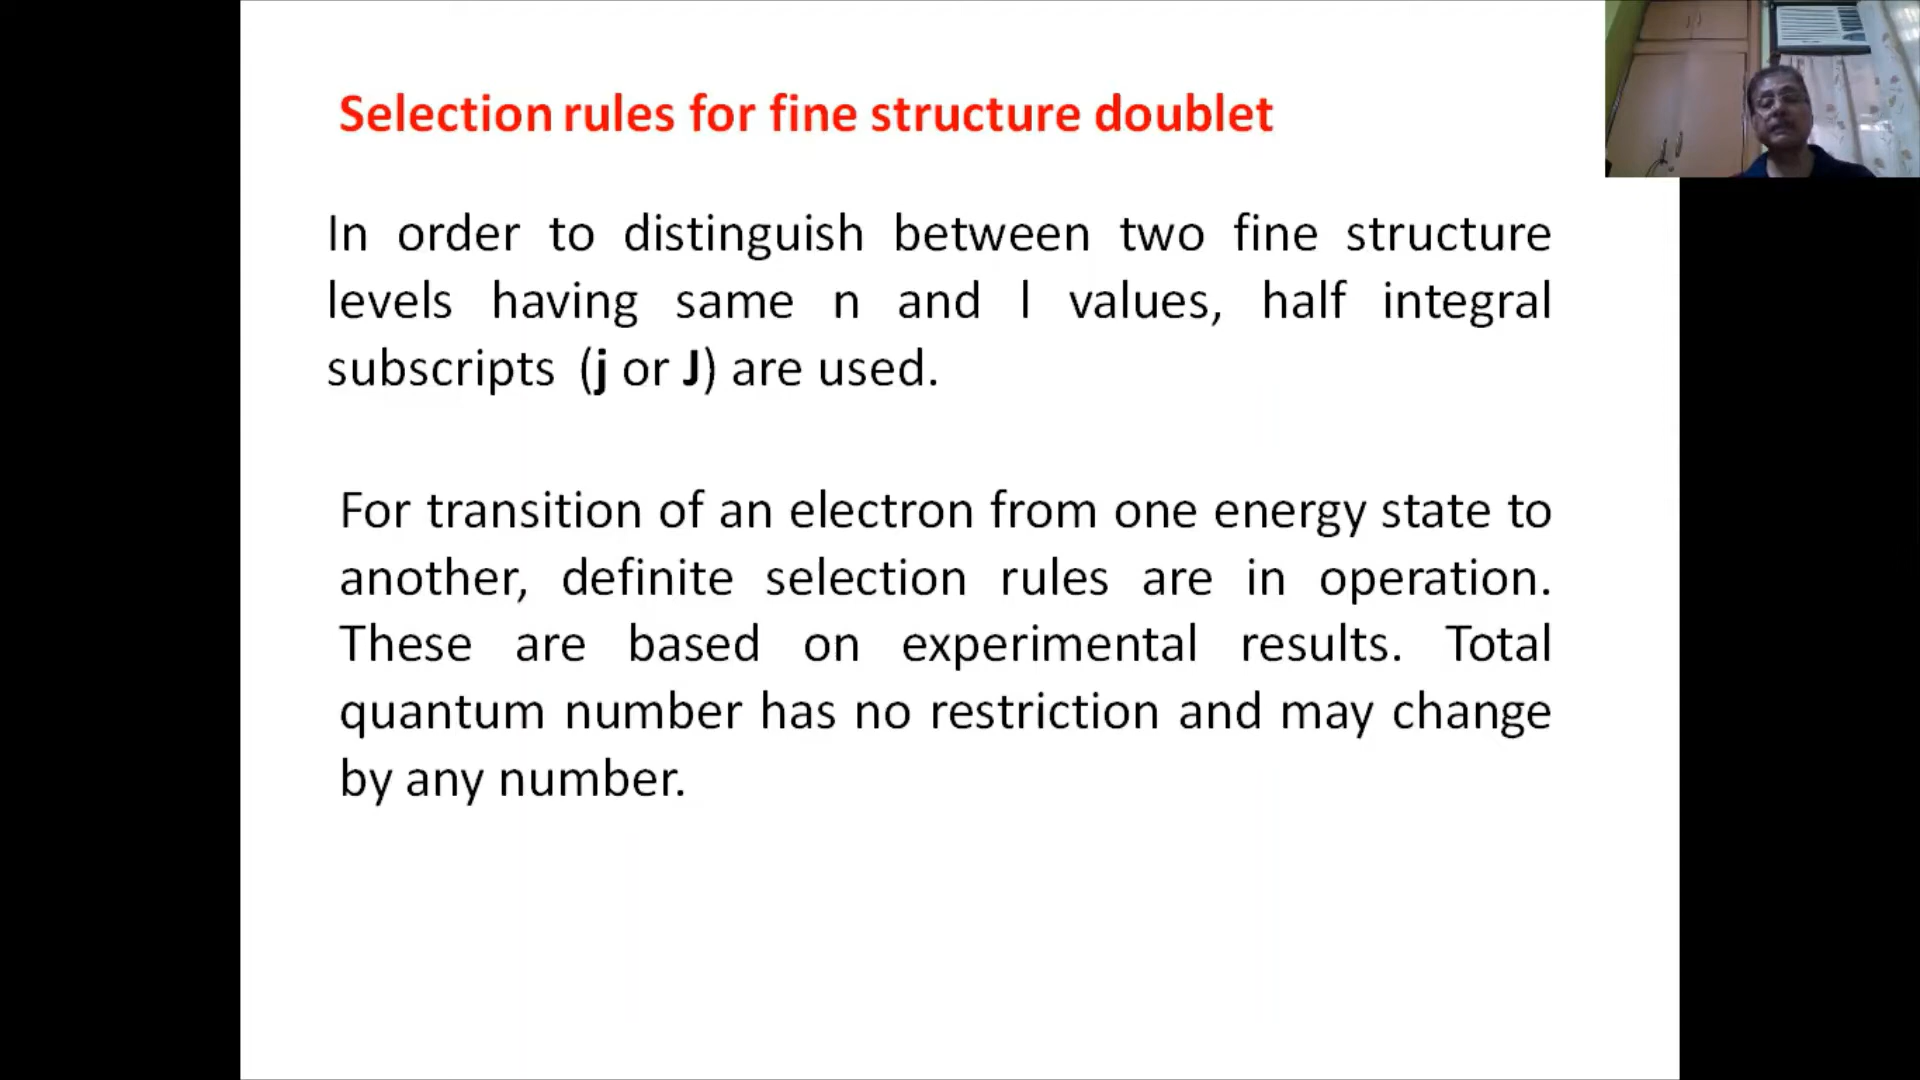 Selection rules for fine structure doublet
In order to distinguish between two fine structure
levels having same n and l values, half integral
subscripts (j or J) are used.
For transition of an electron from one energy state to
another, definite selection rules are in operation.
These are based on experimental results. Total
quantum number has no restriction and may change
by any number.